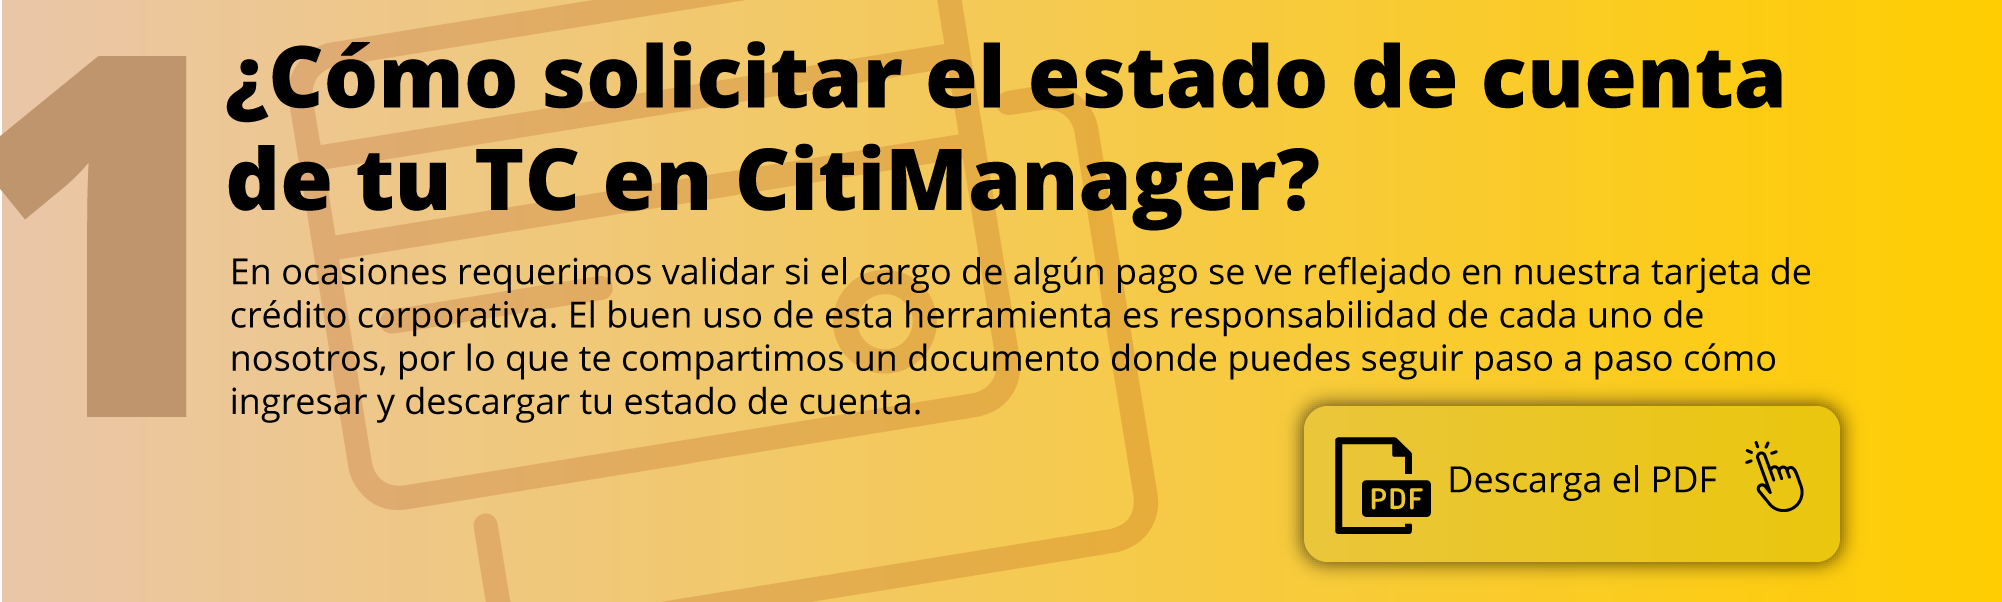 1
¿Cómo solicitar el estado de cuenta
de tu TC en CitiManager?
En ocasiones requerimos validar si el cargo de algún pago se ve reflejado en nuestra tarjeta de
crédito corporativa. El buen uso de esta herramienta es responsabilidad de cada uno de
nosotros, por lo que te compartimos un documento donde puedes seguir paso a paso cómo
ingresar y descargar tu estado de cuenta.
PDF Descarga el PDF